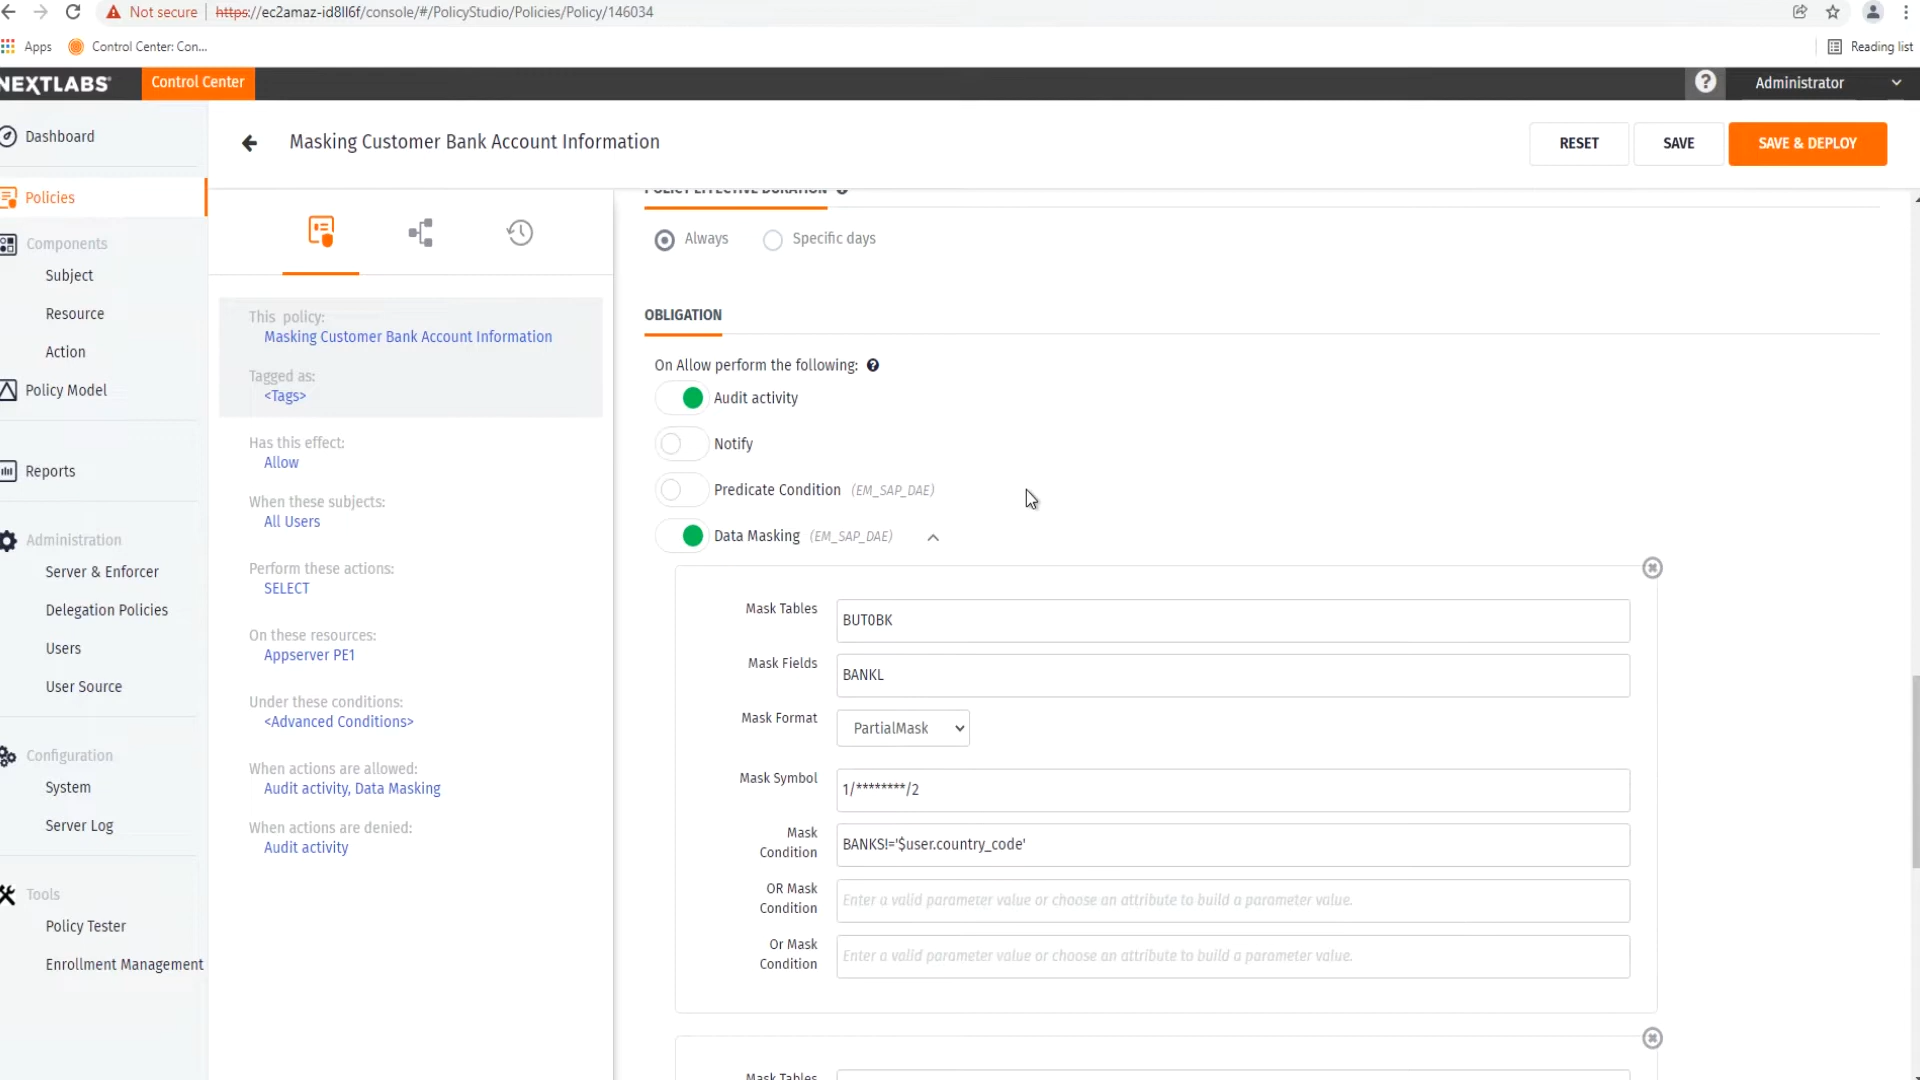 Not secure https://ec2amaz-id8ll6f/console/#/PolicyStudio/Policies/Policy/146034
Apps Control Center: Con... Reading list
NEXTLABS Control Center ? Administrator
Masking Customer Bank Account Information RESET SAVE SAVE & DEPLOY
Dashboard
Policies
Components
Subject
Resource
Action
Policy Model
Reports
Administration
Server & Enforcer
Delegation Policies
Users
User Source
Configuration
System
Server Log
Tools
Policy Tester
Enrollment Management
This policy:
Masking Customer Bank Account Information
Tagged as:
<Tags>
Has this effect:
Allow
When these subjects:
All Users
Perform these actions:
SELECT
On these resources:
Appserver PE1
Under these conditions:
<Advanced Conditions>
When actions are allowed:
Audit activity, Data Masking
When actions are denied:
Audit activity
POLICY EFFECTIVE DURATION
Always Specific days
OBLIGATION
On Allow perform the following: ?
Audit activity
Notify
Predicate Condition (EM_SAP_DAE)
Data Masking (EM_SAP_DAE)
Mask Tables BUT0BK
Mask Fields BANKL
Mask Format PartialMask
Mask Symbol 1/********/2
Mask Condition BANKS!='$user.country_code'
OR Mask Condition Enter a valid parameter value or choose an attribute to build a parameter value.
Or Mask Condition Enter a valid parameter value or choose an attribute to build a parameter value.
Mask Tables